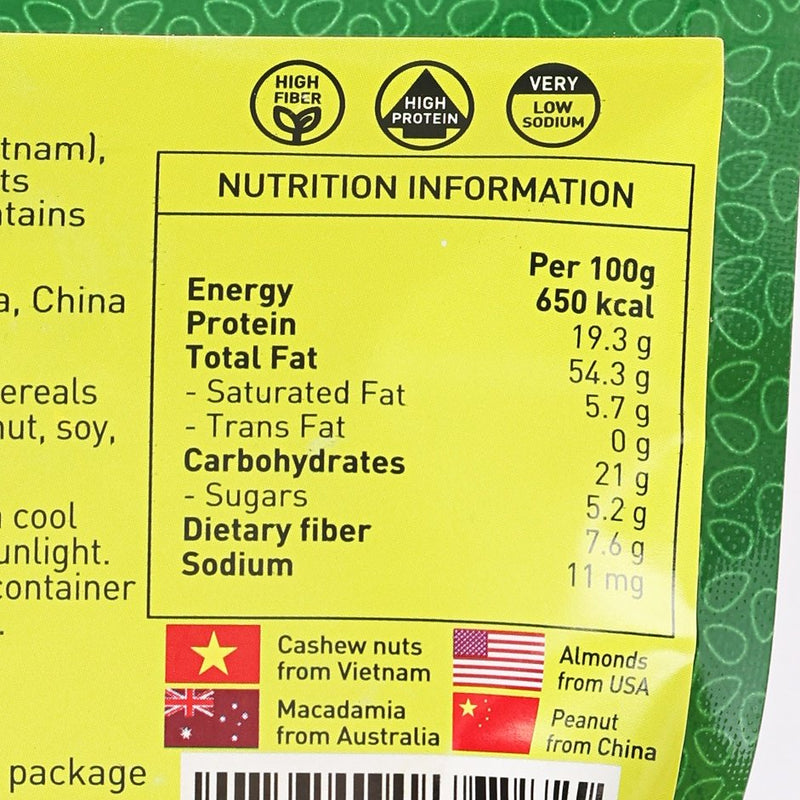 HIGH
FIBER
HIGH
PROTEIN
VERY
LOW
SODIUM
tnam),
ts
tains
a, China
ereals
nut, soy,
cool
unlight.
container
package
NUTRITION INFORMATION
Per 100g
Energy 650 kcal
Protein 19.3 g
Total Fat 54.3 g
- Saturated Fat 5.7 g
- Trans Fat 0 g
Carbohydrates 21 g
- Sugars 5.2 g
Dietary fiber 7.6 g
Sodium 11 mg
Cashew nuts
from Vietnam
Almonds
from USA
Macadamia
from Australia
Peanut
from China